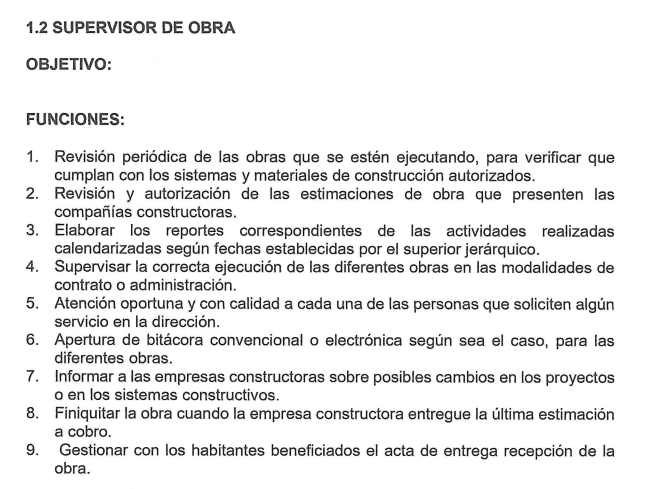 1.2 SUPERVISOR DE OBRA
OBJETIVO:
FUNCIONES:
1. Revisión periódica de las obras que se estén ejecutando, para verificar que
cumplan con los sistemas y materiales de construcción autorizados.
2. Revisión y autorización de las estimaciones de obra que presenten las
compañías constructoras.
3. Elaborar los reportes correspondientes de las actividades realizadas
calendarizadas según fechas establecidas por el superior jerárquico.
4. Supervisar la correcta ejecución de las diferentes obras en las modalidades de
contrato o administración.
5. Atención oportuna y con calidad a cada una de las personas que soliciten algún
servicio en la dirección.
6. Apertura de bitácora convencional o electrónica según sea el caso, para las
diferentes obras.
7. Informar a las empresas constructoras sobre posibles cambios en los proyectos
o en los sistemas constructivos.
8. Finiquitar la obra cuando la empresa constructora entregue la última estimación
a cobro.
9. Gestionar con los habitantes beneficiados el acta de entrega recepción de la
obra.